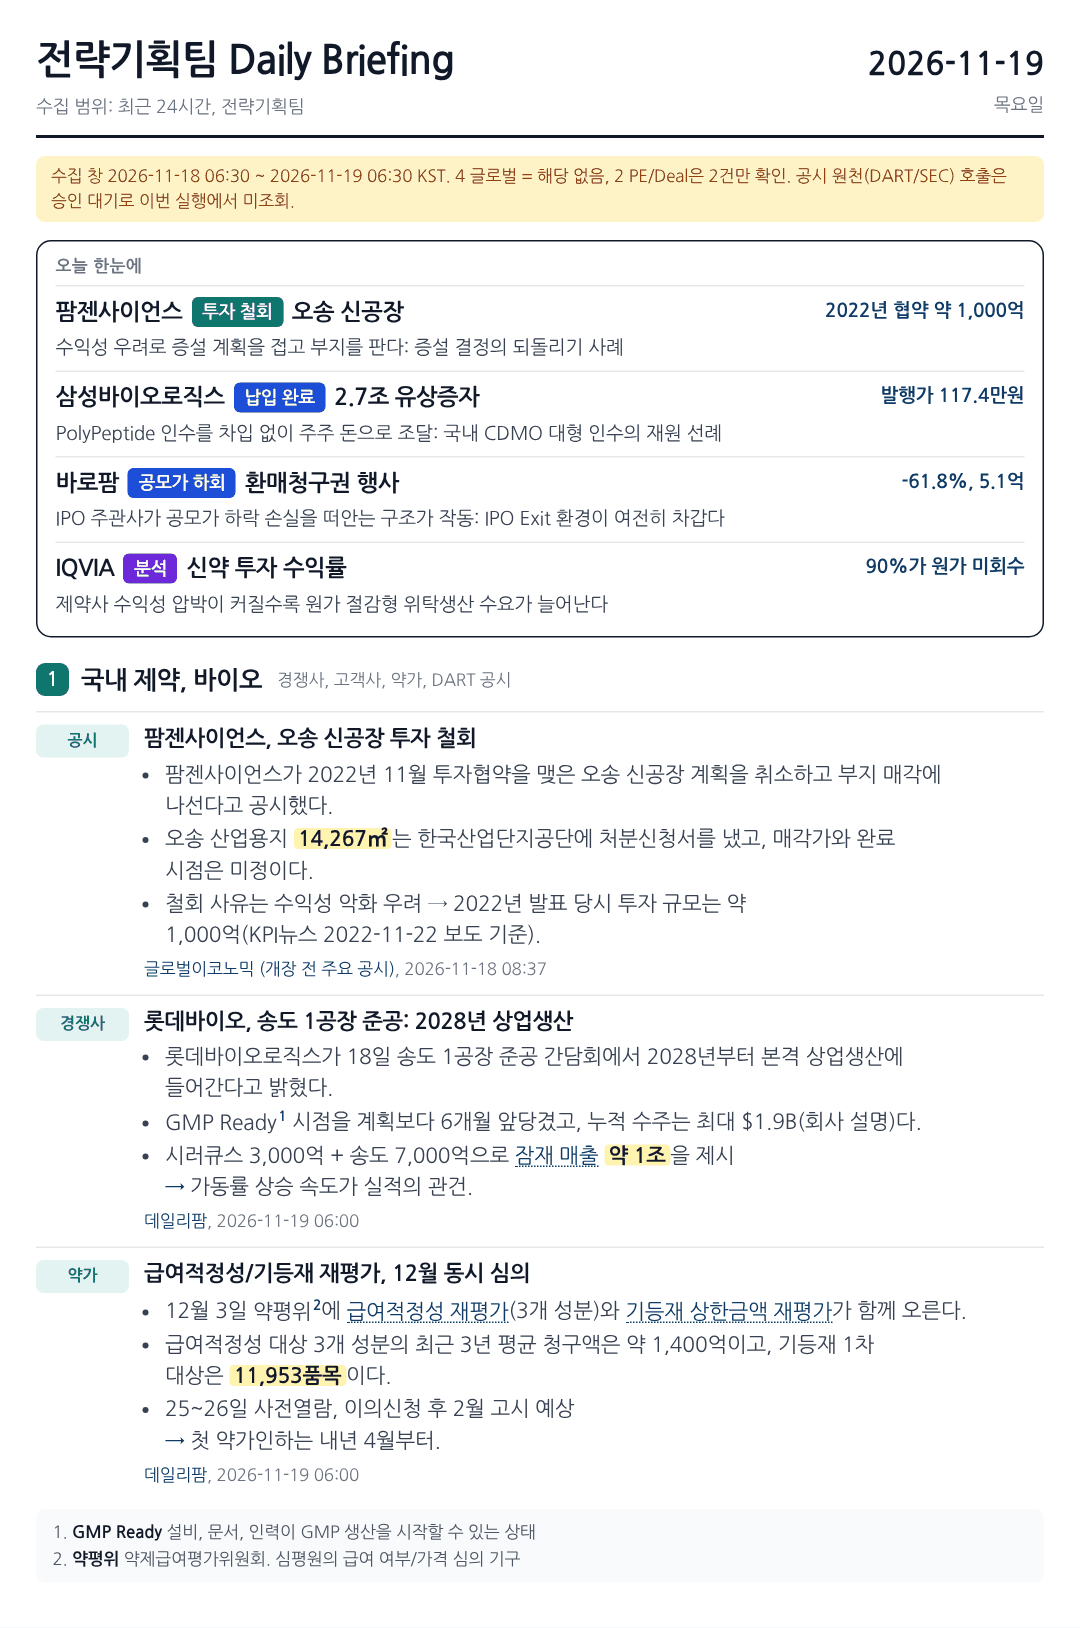 전략기획팀 Daily Briefing
2026-11-19
수집 범위: 최근 24시간, 전략기획팀
목요일
수집 창 2026-11-18 06:30 ~ 2026-11-19 06:30 KST. 4 글로벌 = 해당 없음, 2 PE/Deal은 2건만 확인. 공시 원천(DART/SEC) 호출은
승인 대기로 이번 실행에서 미조회.
오늘 한눈에
팜젠사이언스 투자 철회 오송 신공장
2022년 협약 약 1,000억
수익성 우려로 증설 계획을 접고 부지를 판다: 증설 결정의 되돌리기 사례
삼성바이오로직스 납입 완료 2.7조 유상증자
발행가 117.4만원
PolyPeptide 인수를 차입 없이 주주 돈으로 조달: 국내 CDMO 대형 인수의 재원 선례
바로팜 공모가 하회 환매청구권 행사
-61.8%, 5.1억
IPO 주관사가 공모가 하락 손실을 떠안는 구조가 작동: IPO Exit 환경이 여전히 차갑다
IQVIA 분석 신약 투자 수익률
90%가 원가 미회수
제약사 수익성 압박이 커질수록 원가 절감형 위탁생산 수요가 늘어난다
1 국내 제약, 바이오 경쟁사, 고객사, 약가, DART 공시
공시
팜젠사이언스, 오송 신공장 투자 철회
• 팜젠사이언스가 2022년 11월 투자협약을 맺은 오송 신공장 계획을 취소하고 부지 매각에
나선다고 공시했다.
• 오송 산업용지 14,267㎡는 한국산업단지공단에 처분신청서를 냈고, 매각가와 완료
시점은 미정이다.
• 철회 사유는 수익성 악화 우려 → 2022년 발표 당시 투자 규모는 약
1,000억(KPI뉴스 2022-11-22 보도 기준).
글로벌이코노믹 (개장 전 주요 공시), 2026-11-18 08:37
경쟁사
롯데바이오, 송도 1공장 준공: 2028년 상업생산
• 롯데바이오로직스가 18일 송도 1공장 준공 간담회에서 2028년부터 본격 상업생산에
들어간다고 밝혔다.
• GMP Ready¹ 시점을 계획보다 6개월 앞당겼고, 누적 수주는 최대 $1.9B(회사 설명)다.
• 시러큐스 3,000억 + 송도 7,000억으로 잠재 매출 약 1조을 제시
→ 가동률 상승 속도가 실적의 관건.
데일리팜, 2026-11-19 06:00
약가
급여적정성/기등재 재평가, 12월 동시 심의
• 12월 3일 약평위²에 급여적정성 재평가(3개 성분)와 기등재 상한금액 재평가가 함께 오른다.
• 급여적정성 대상 3개 성분의 최근 3년 평균 청구액은 약 1,400억이고, 기등재 1차
대상은 11,953품목이다.
• 25~26일 사전열람, 이의신청 후 2월 고시 예상
→ 첫 약가인하는 내년 4월부터.
데일리팜, 2026-11-19 06:00
1. GMP Ready 설비, 문서, 인력이 GMP 생산을 시작할 수 있는 상태
2. 약평위 약제급여평가위원회. 심평원의 급여 여부/가격 심의 기구